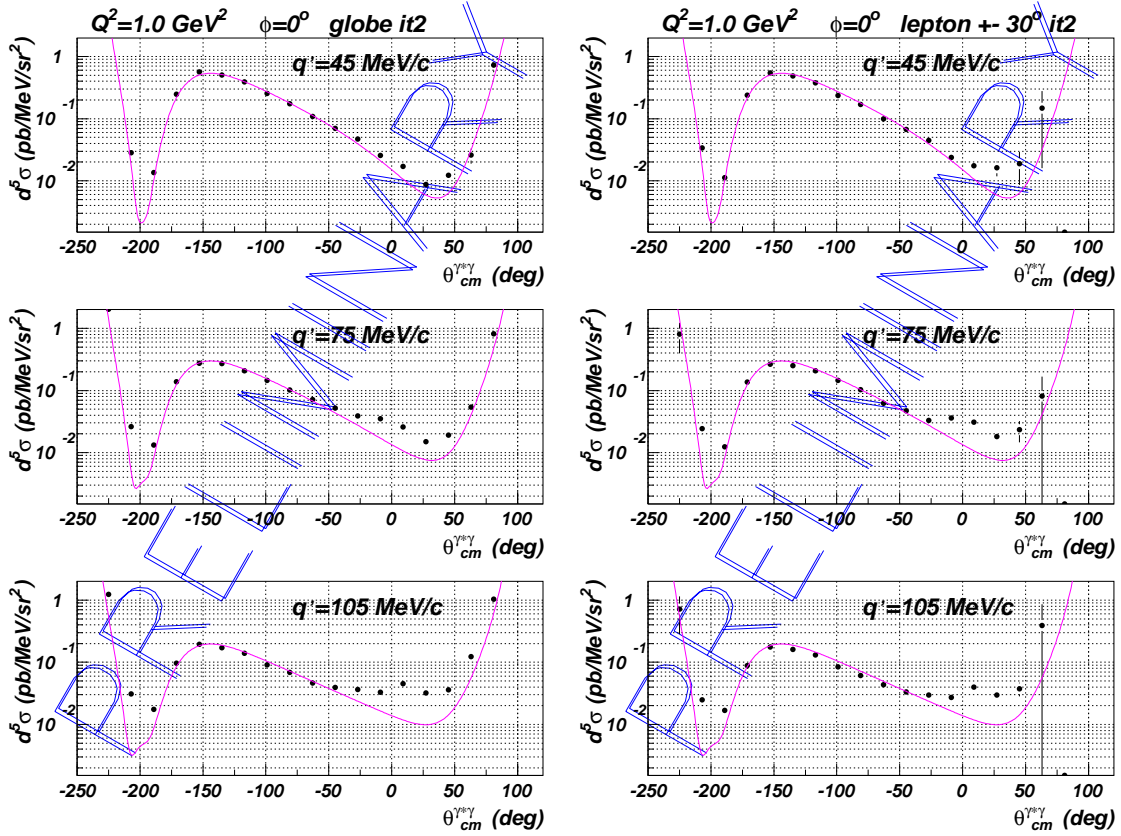 Q²=1.0 GeV² ϕ=0º globe it2
q'=45 MeV/c
d⁵σ (pb/MeV/sr²)
1
10⁻¹
10⁻²
-250 -200 -150 -100 -50 0 50 100
θ^γ*γ_cm (deg)
Q²=1.0 GeV² ϕ=0º lepton +- 30º it2
q'=45 MeV/c
d⁵σ (pb/MeV/sr²)
1
10⁻¹
10⁻²
-250 -200 -150 -100 -50 0 50 100
θ^γ*γ_cm (deg)
q'=75 MeV/c
d⁵σ (pb/MeV/sr²)
1
10⁻¹
10⁻²
-250 -200 -150 -100 -50 0 50 100
θ^γ*γ_cm (deg)
q'=75 MeV/c
d⁵σ (pb/MeV/sr²)
1
10⁻¹
10⁻²
-250 -200 -150 -100 -50 0 50 100
θ^γ*γ_cm (deg)
q'=105 MeV/c
d⁵σ (pb/MeV/sr²)
1
10⁻¹
10⁻²
-250 -200 -150 -100 -50 0 50 100
θ^γ*γ_cm (deg)
q'=105 MeV/c
d⁵σ (pb/MeV/sr²)
1
10⁻¹
10⁻²
-250 -200 -150 -100 -50 0 50 100
θ^γ*γ_cm (deg)
PRELIMINARY
PRELIMINARY